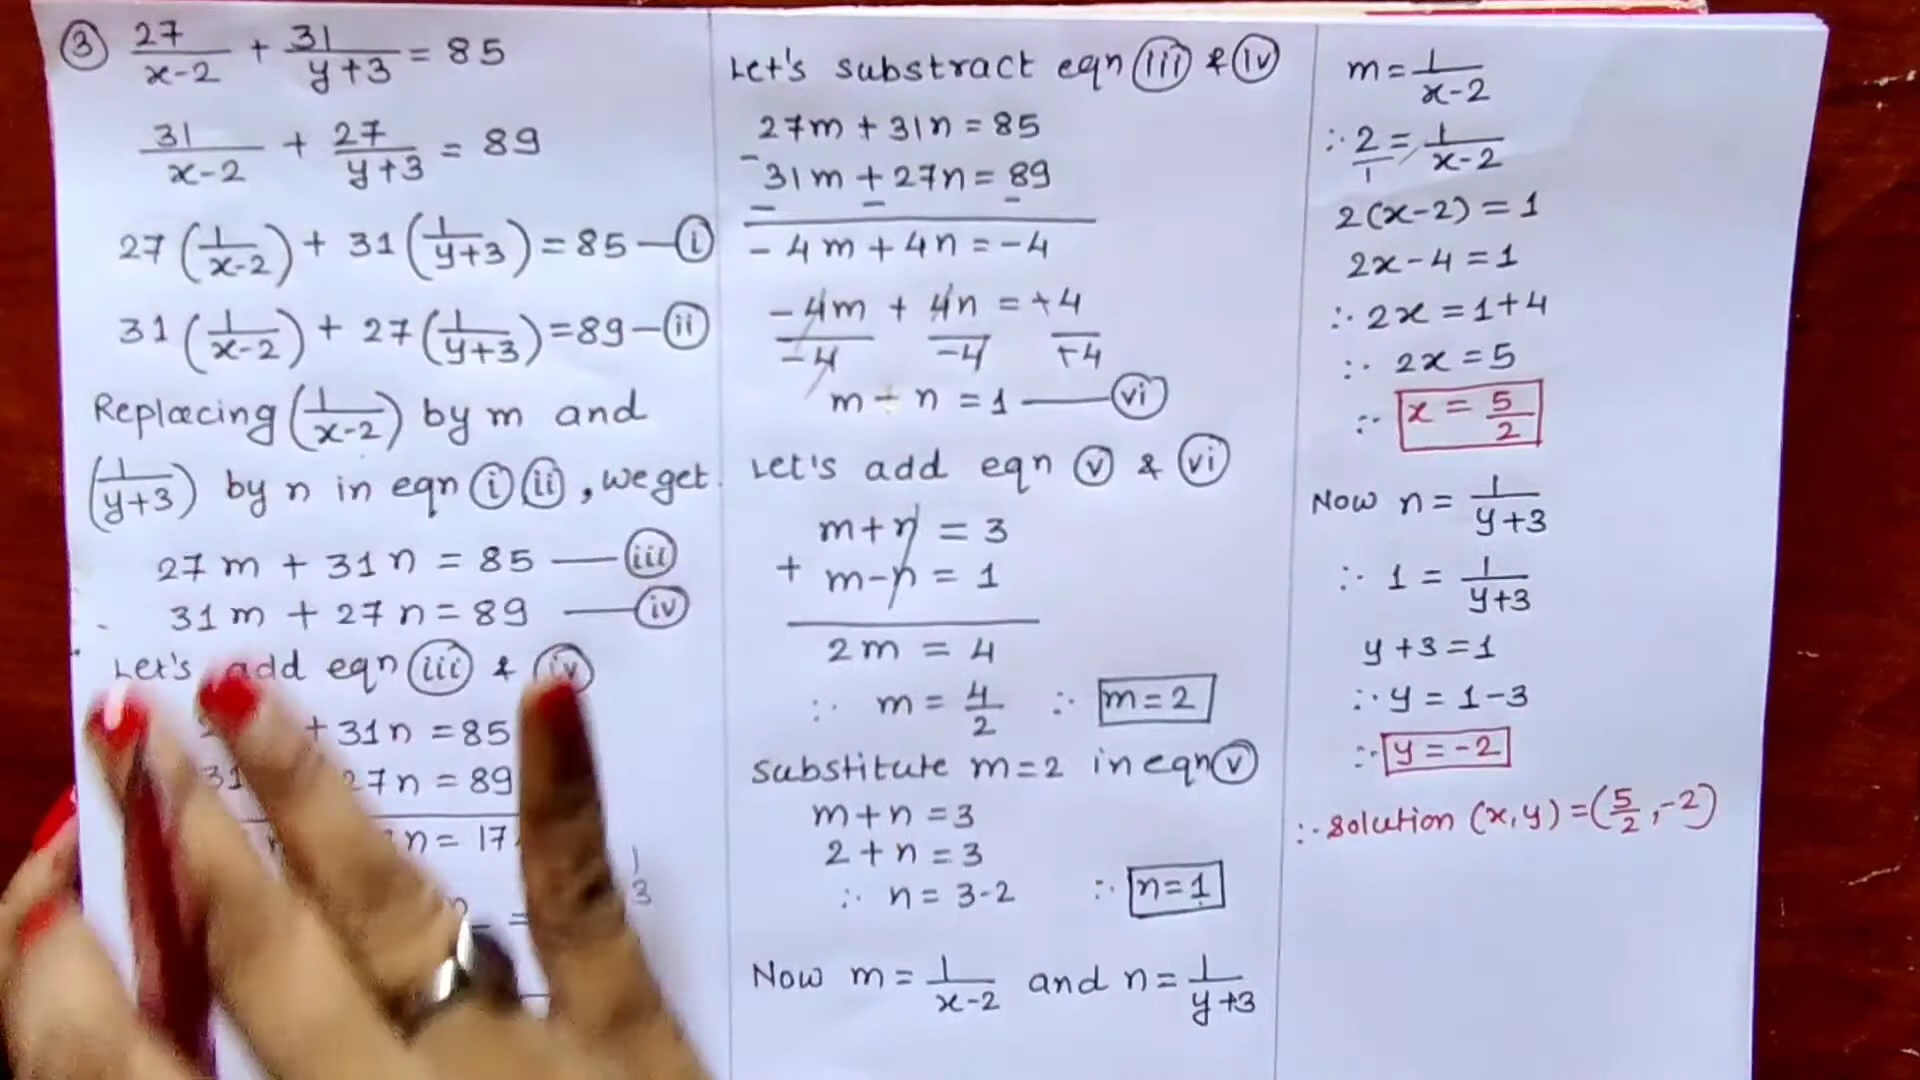 ③ 27/(x-2) + 31/(y+3) = 85
31/(x-2) + 27/(y+3) = 89
27 (1/(x-2)) + 31 (1/(y+3)) = 85 — (i)
31 (1/(x-2)) + 27 (1/(y+3)) = 89 — (ii)
Replacing (1/(x-2)) by m and
(1/(y+3)) by n in eqn (i) (ii), we get
27m + 31n = 85 — (iii)
31m + 27n = 89 — (iv)
Let's add eqn (iii) & (iv)
+ 31n = 85
31 27n = 89
n = 17
=
3
Let's substract eqn (iii) & (iv)
27m + 31n = 85
- 31m + 27n = 89
- - -
- 4m + 4n = -4
-4m/-4 + 4n/-4 = +4/+4
m - n = 1 — (vi)
Let's add eqn (v) & (vi)
m + n = 3
+ m - n = 1
2m = 4
∴ m = 4/2 ∴ m = 2
substitute m = 2 in eqn (v)
m + n = 3
2 + n = 3
∴ n = 3-2 ∴ n = 1
Now m = 1/(x-2) and n = 1/(y+3)
m = 1/(x-2)
∴ 2/1 = 1/(x-2)
2(x-2) = 1
2x - 4 = 1
∴ 2x = 1+4
∴ 2x = 5
∴ x = 5/2
Now n = 1/(y+3)
∴ 1 = 1/(y+3)
y + 3 = 1
∴ y = 1-3
∴ y = -2
∴ solution (x, y) = (5/2, -2)